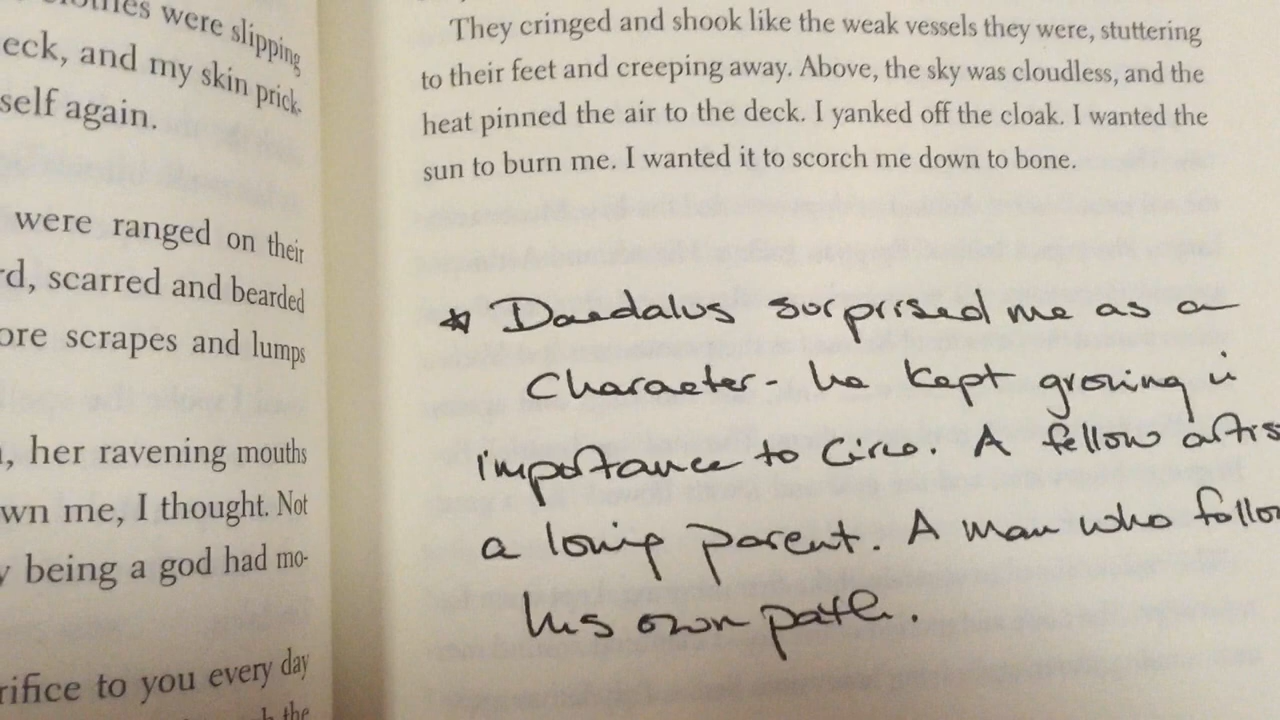 clothes were slipping
eck, and my skin prick-
self again.
were ranged on their
rd, scarred and bearded
ore scrapes and lumps
, her ravening mouths
wn me, I thought. Not
y being a god had mo-
rifice to you every day
the
They cringed and shook like the weak vessels they were, stuttering
to their feet and creeping away. Above, the sky was cloudless, and the
heat pinned the air to the deck. I yanked off the cloak. I wanted the
sun to burn me. I wanted it to scorch me down to bone.
* Daedalus surprised me as a
Character - he kept growing in
importance to Circe. A fellow artis
a loving parent. A man who follow
his own path.